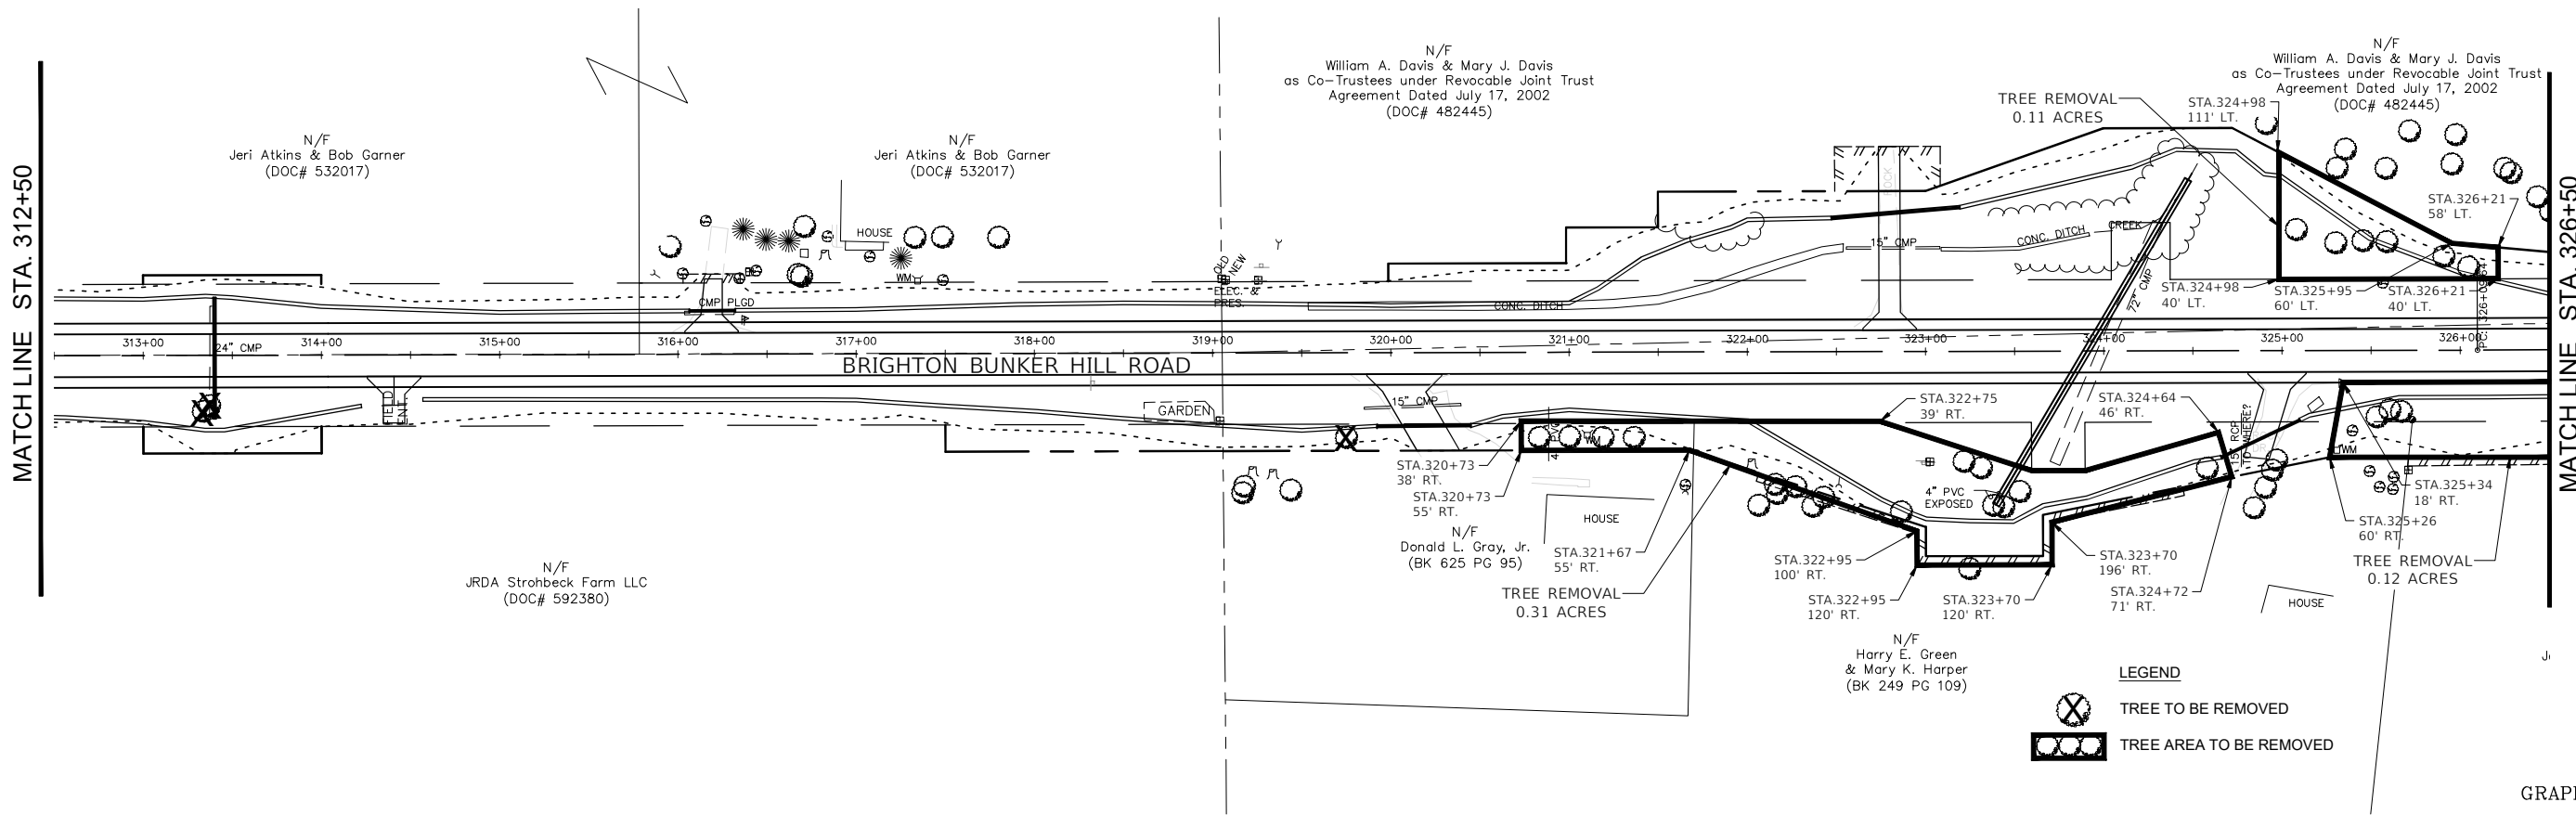 MATCH LINE STA. 312+50
N/F
Jeri Atkins & Bob Garner
(DOC# 532017)
N/F
Jeri Atkins & Bob Garner
(DOC# 532017)
N/F
William A. Davis & Mary J. Davis
as Co-Trustees under Revocable Joint Trust
Agreement Dated July 17, 2002
(DOC# 482445)
N/F
William A. Davis & Mary J. Davis
as Co-Trustees under Revocable Joint Trust
Agreement Dated July 17, 2002
(DOC# 482445)
TREE REMOVAL
0.11 ACRES
STA.324+98
111' LT.
STA.326+21
58' LT.
HOUSE
WM
CMP PLGD
OLD
NEW
ELEC. &
PRES.
CONC. DITCH
15" CMP
CONC. DITCH
CREEK
72" CMP
STA.324+98
40' LT.
STA.325+95
60' LT.
STA.326+21
40' LT.
313+00
24" CMP
314+00
315+00
316+00
317+00
318+00
319+00
320+00
321+00
322+00
323+00
324+00
325+00
326+00
BRIGHTON BUNKER HILL ROAD
MATCH LINE STA. 326+50
FIELD
ENT
GARDEN
15" CMP
WM
STA.322+75
39' RT.
STA.324+64
46' RT.
15" RCP
TO WHERE?
WM
STA.320+73
38' RT.
STA.320+73
55' RT.
HOUSE
N/F
Donald L. Gray, Jr.
(BK 625 PG 95)
STA.321+67
55' RT.
TREE REMOVAL
0.31 ACRES
4" PVC
EXPOSED
STA.322+95
100' RT.
STA.322+95
120' RT.
STA.323+70
120' RT.
STA.323+70
196' RT.
STA.324+72
71' RT.
STA.325+34
18' RT.
STA.325+26
60' RT.
TREE REMOVAL
0.12 ACRES
HOUSE
N/F
JRDA Strohbeck Farm LLC
(DOC# 592380)
N/F
Harry E. Green
& Mary K. Harper
(BK 249 PG 109)
LEGEND
TREE TO BE REMOVED
TREE AREA TO BE REMOVED